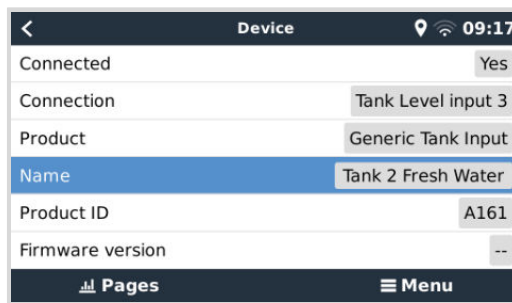 Device 09:17
Connected Yes
Connection Tank Level input 3
Product Generic Tank Input
Name Tank 2 Fresh Water
Product ID A161
Firmware version --
Pages Menu